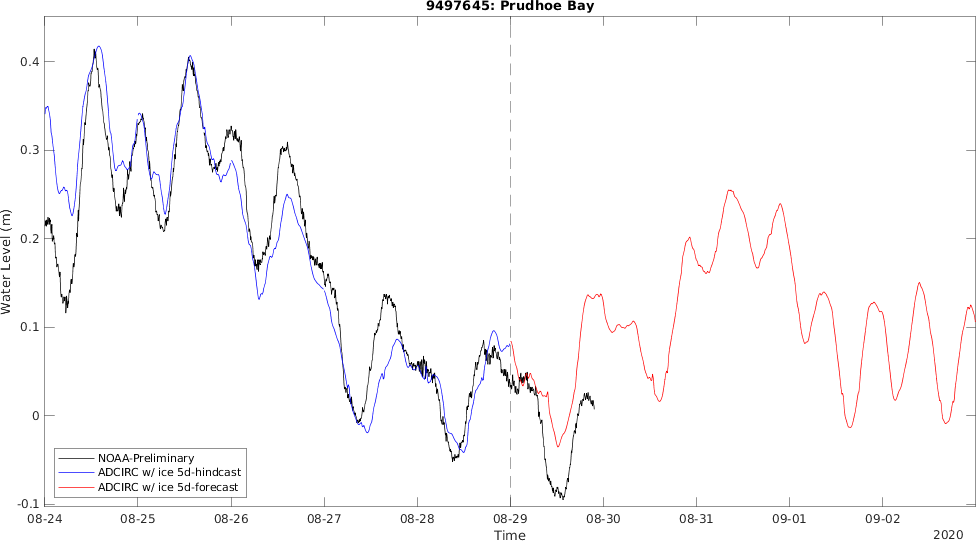 9497645: Prudhoe Bay
Water Level (m)
0.4
0.3
0.2
0.1
0
-0.1
NOAA-Preliminary
ADCIRC w/ ice 5d-hindcast
ADCIRC w/ ice 5d-forecast
08-24 08-25 08-26 08-27 08-28 08-29 08-30 08-31 09-01 09-02
Time
2020